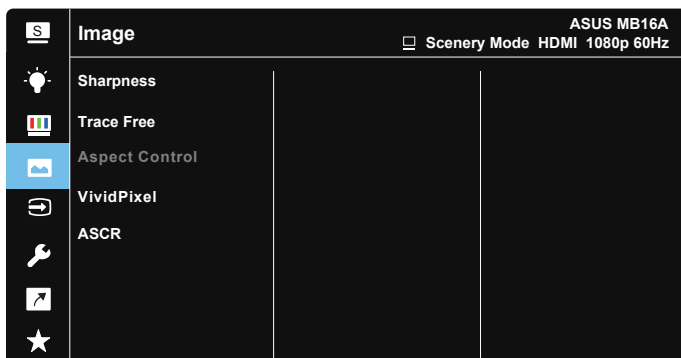 S
Image
ASUS MB16A
Scenery Mode HDMI 1080p 60Hz
Sharpness
Trace Free
Aspect Control
VividPixel
ASCR